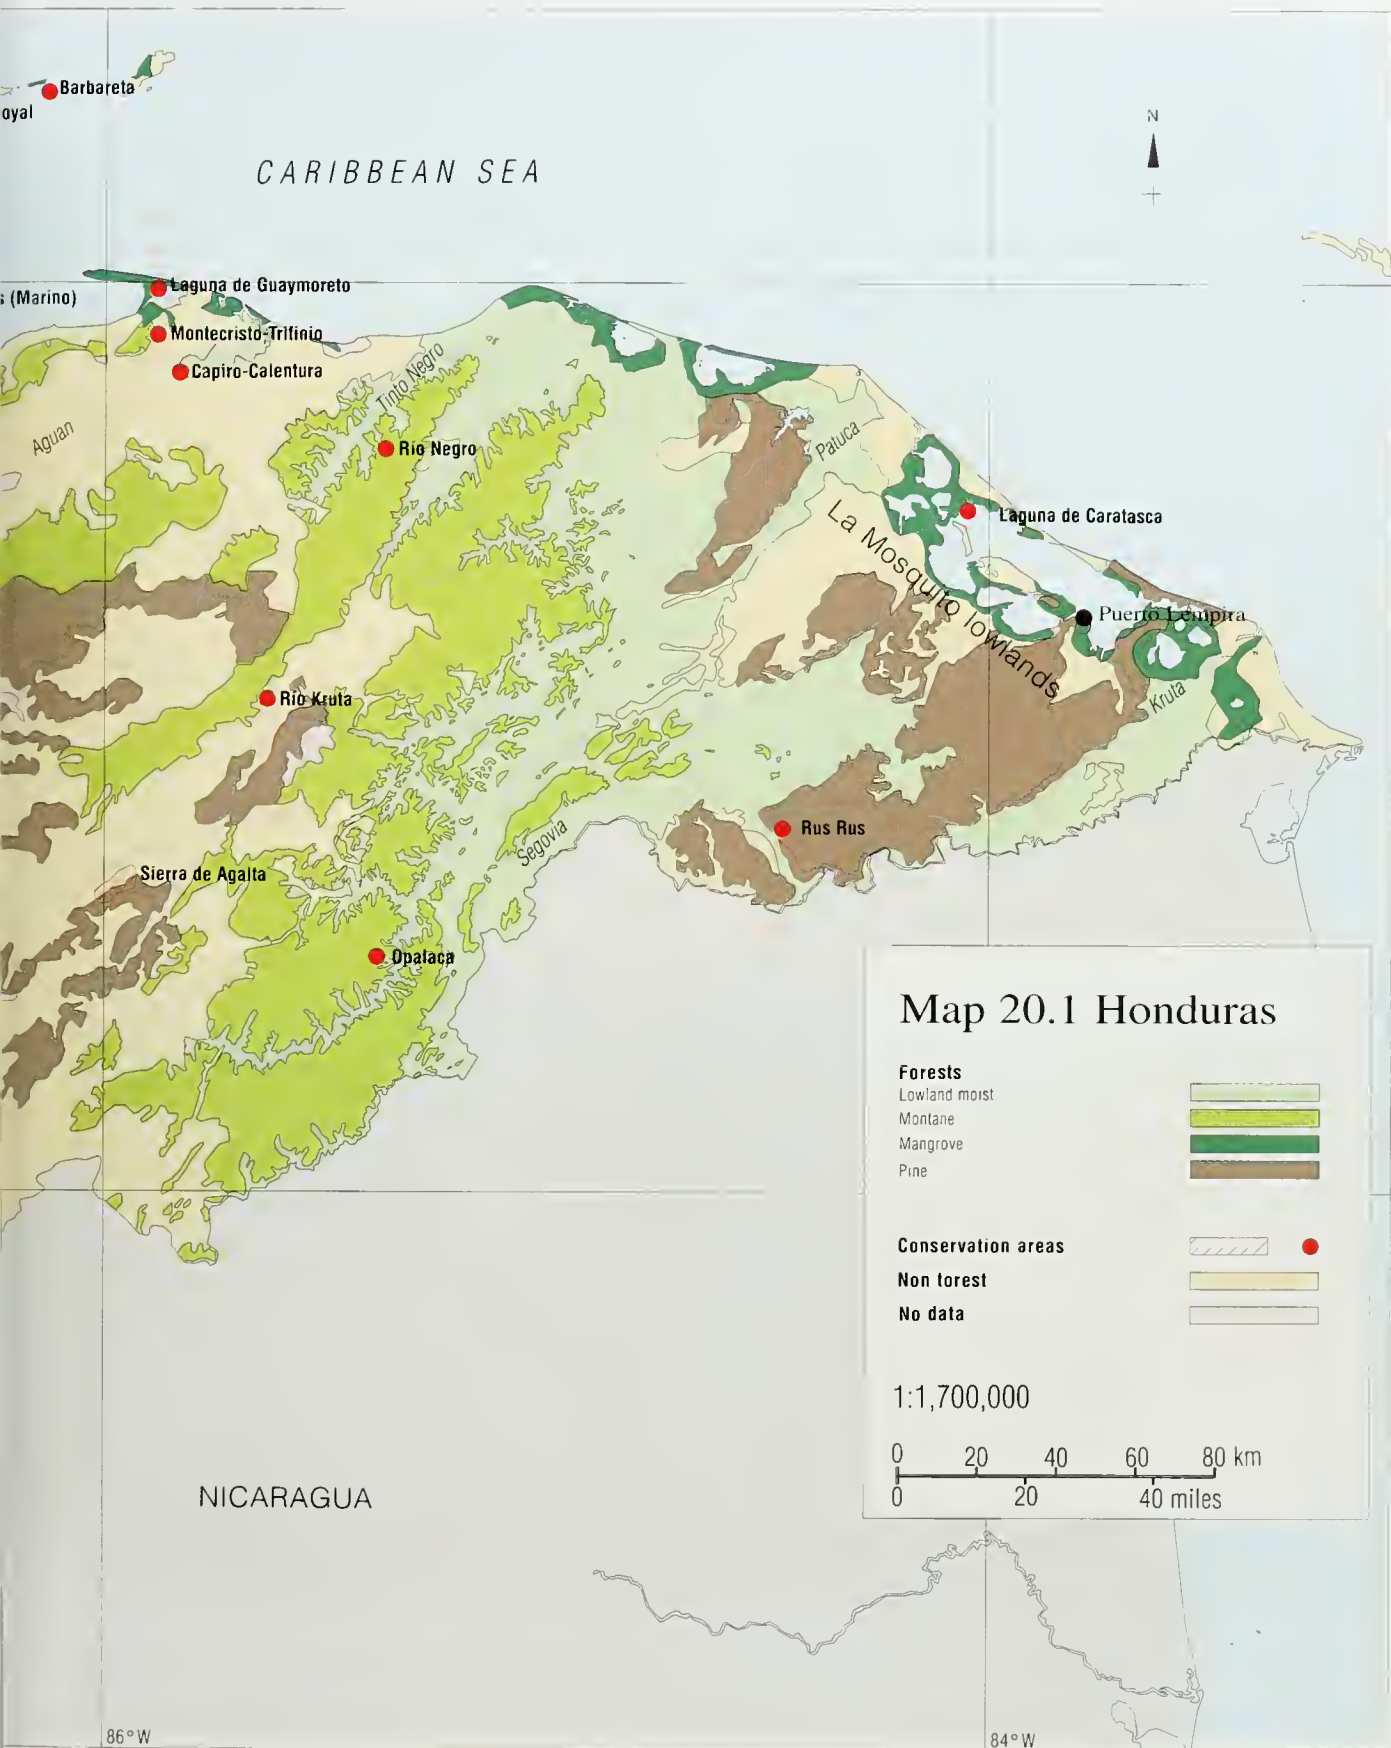 Barbareta
oyal
CARIBBEAN SEA
N
(Marino)
Laguna de Guaymoreto
Montecristo-Trifinio
Capiro-Calentura
Tinto Negro
Aguan
Río Negro
Patuca
La Mosquito lowlands
Laguna de Caratasca
Puerto Lempira
Kruta
Río Kruta
Segovia
Rus Rus
Sierra de Agalta
Opalaca
Map 20.1 Honduras
Forests
Lowland moist
Montane
Mangrove
Pine
Conservation areas
Non forest
No data
1:1,700,000
0 20 40 60 80 km
0 20 40 miles
NICARAGUA
86°W
84°W